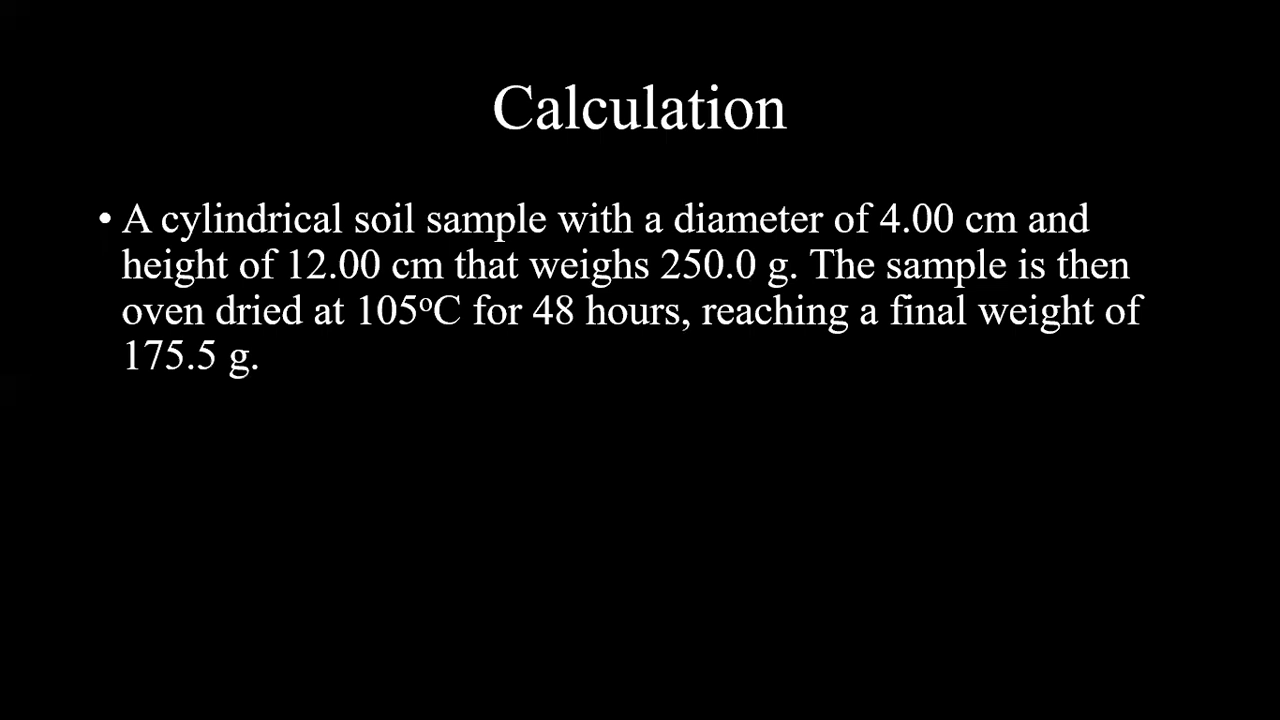 Calculation
• A cylindrical soil sample with a diameter of 4.00 cm and
height of 12.00 cm that weighs 250.0 g. The sample is then
oven dried at 105ᵒC for 48 hours, reaching a final weight of
175.5 g.